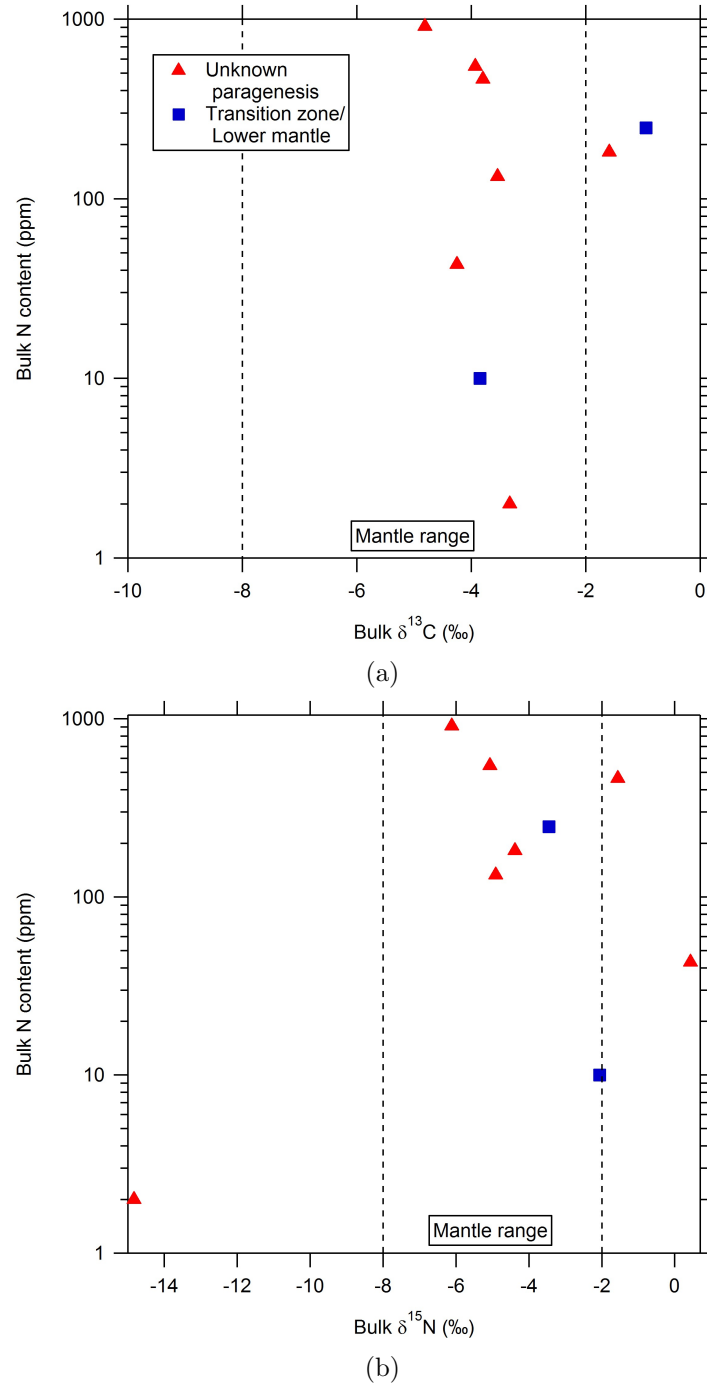 1000
Unknown
paragenesis
Transition zone/
Lower mantle
100
10
1
Bulk N content (ppm)
Mantle range
-10 -8 -6 -4 -2 0
Bulk δ¹³C (‰)
(a)
1000
100
10
1
Bulk N content (ppm)
Mantle range
-14 -12 -10 -8 -6 -4 -2 0
Bulk δ¹⁵N (‰)
(b)